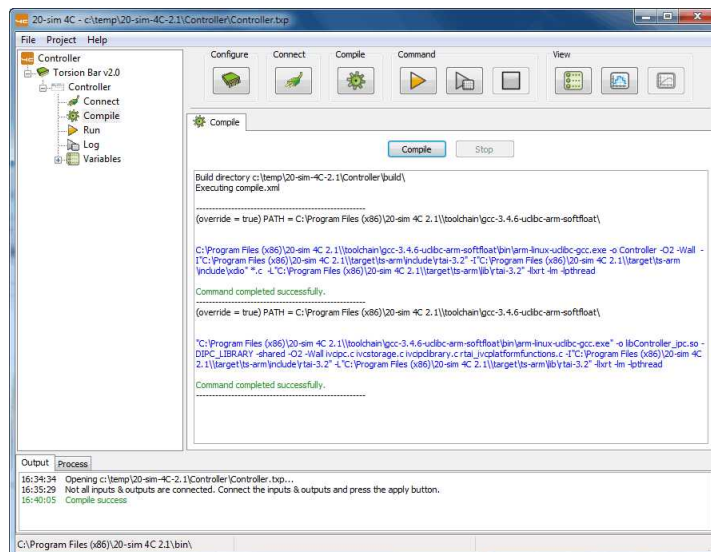 20-sim 4C - c:\temp\20-sim-4C-2.1\Controller\Controller.txp
File Project Help
Controller
Torsion Bar v2.0
Controller
Connect
Compile
Run
Log
Variables
Configure Connect Compile Command View
Compile
Compile Stop
Build directory c:\temp\20-sim-4C-2.1\Controller\build\
Executing compile.xml
------------------------------------------------
(override = true) PATH = C:\Program Files (x86)\20-sim 4C 2.1\\toolchain\gcc-3.4.6-uclibc-arm-softfloat\
C:\Program Files (x86)\20-sim 4C 2.1\\toolchain\gcc-3.4.6-uclibc-arm-softfloat\bin\arm-linux-uclibc-gcc.exe -o Controller -O2 -Wall -
I"C:\Program Files (x86)\20-sim 4C 2.1\\target\ts-arm\include\rtai-3.2" -I"C:\Program Files (x86)\20-sim 4C 2.1\\target\ts-arm
\include\xdio" *.c -L"C:\Program Files (x86)\20-sim 4C 2.1\\target\ts-arm\lib\rtai-3.2" -llxrt -lm -lpthread
Command completed successfully.
------------------------------------------------
(override = true) PATH = C:\Program Files (x86)\20-sim 4C 2.1\\toolchain\gcc-3.4.6-uclibc-arm-softfloat\
"C:\Program Files (x86)\20-sim 4C 2.1\\toolchain\gcc-3.4.6-uclibc-arm-softfloat\bin\arm-linux-uclibc-gcc.exe" -o libController_ipc.so -
DIPC_LIBRARY -shared -O2 -Wall ivcipc.c ivcstorage.c ivcipclibrary.c rtai_ivcplatformfunctions.c -I"C:\Program Files (x86)\20-sim 4C
2.1\\target\ts-arm\include\rtai-3.2" -L"C:\Program Files (x86)\20-sim 4C 2.1\\target\ts-arm\lib\rtai-3.2" -llxrt -lm -lpthread
Command completed successfully.
------------------------------------------------
Output Process
16:34:34 Opening c:\temp\20-sim-4C-2.1\Controller\Controller.txp...
16:35:29 Not all inputs & outputs are connected. Connect the inputs & outputs and press the apply button.
16:40:05 Compile success
C:\Program Files (x86)\20-sim 4C 2.1\bin\